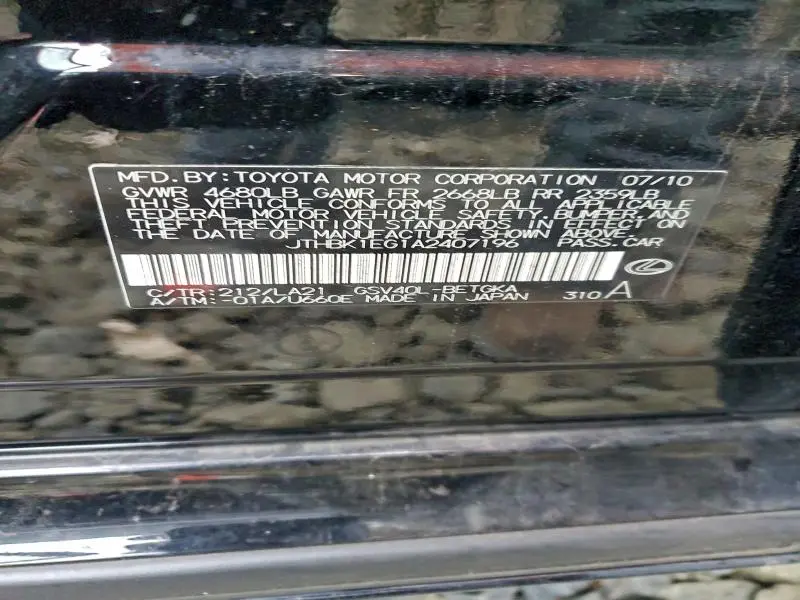 MFD.BY:TOYOTA MOTOR CORPORATION 07/10
GVWR 4680LB GAWR FR 2668LB RR 2359LB
THIS VEHICLE CONFORMS TO ALL APPLICABLE
FEDERAL MOTOR VEHICLE SAFETY,BUMPER,AND
THEFT PREVENTION STANDARDS IN EFFECT ON
THE DATE OF MANUFACTURE SHOWN ABOVE.
JTHBK1EG1A2407196 PASS.CAR
C/TR:212/LA21 GSV40L-BETGKA
A/TM:-01A/U660E MADE IN JAPAN 310A